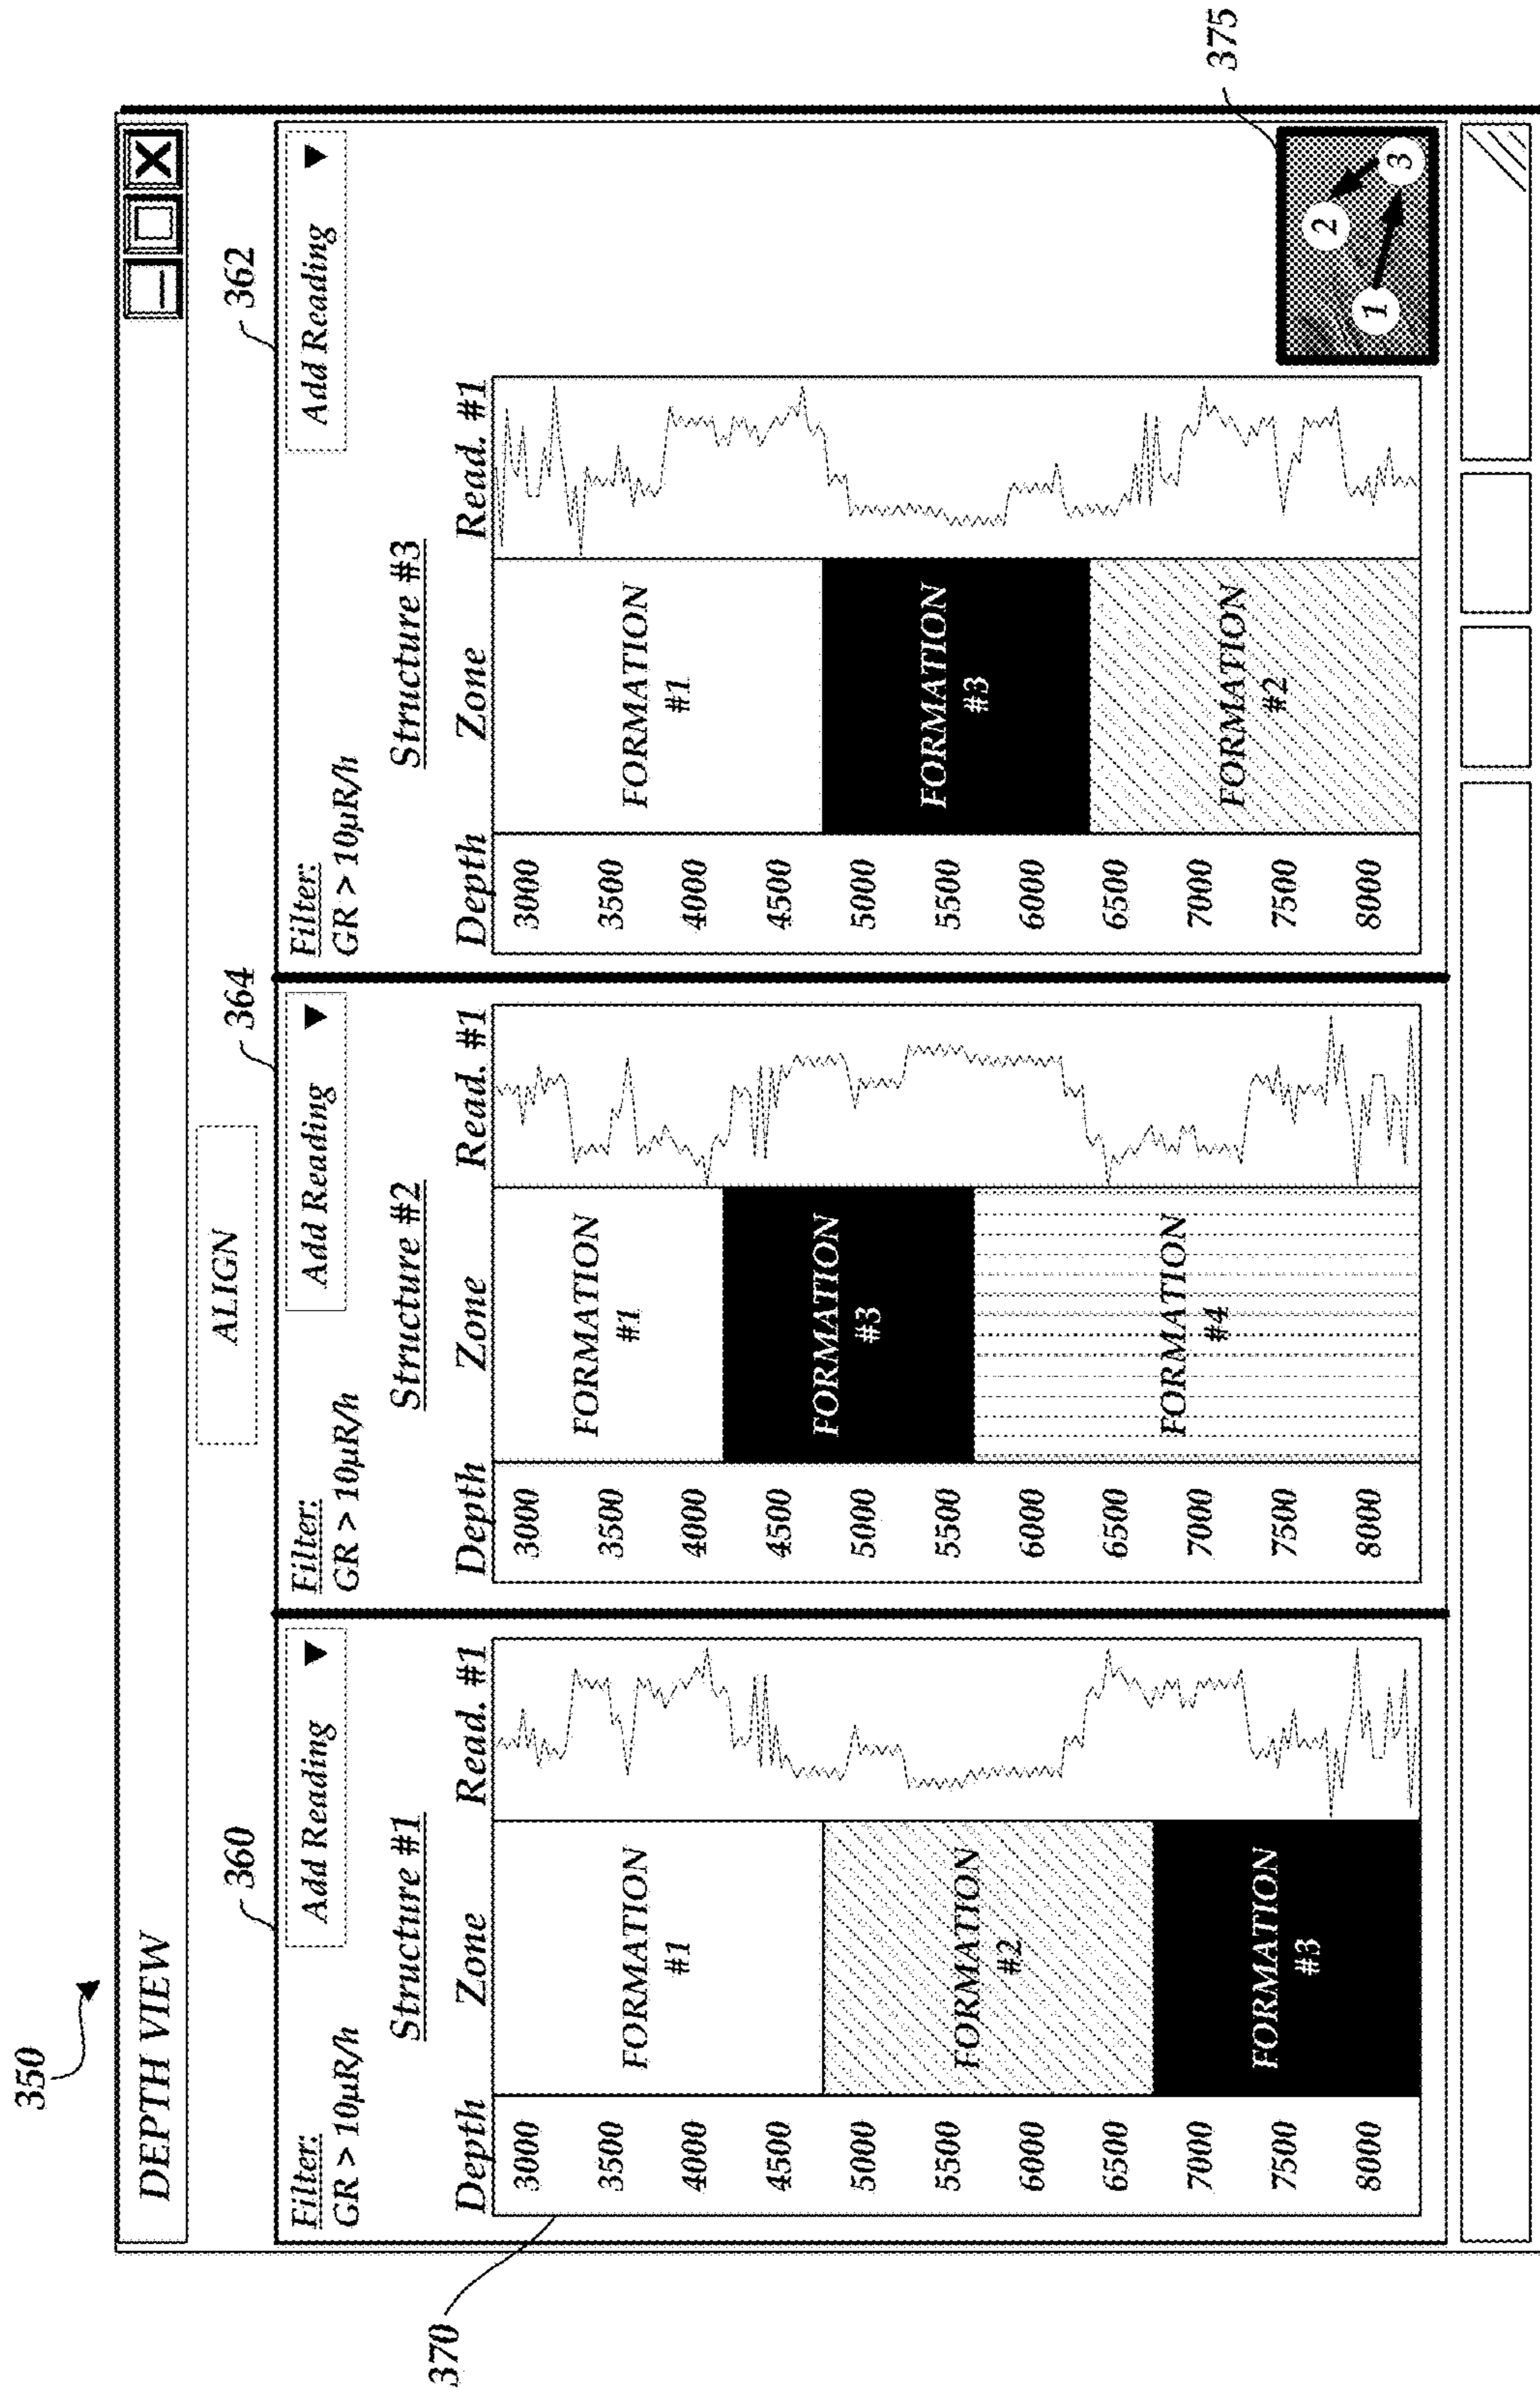 350
DEPTH VIEW
ALIGN
360
364
362
Filter:
GR > 10µR/h
Add Reading
Structure #1
Depth
Zone
Read. #1
3000
3500
4000
4500
5000
5500
6000
6500
7000
7500
8000
FORMATION
#1
FORMATION
#2
FORMATION
#3
370
Filter:
GR > 10µR/h
Add Reading
Structure #2
Depth
Zone
Read. #1
3000
3500
4000
4500
5000
5500
6000
6500
7000
7500
8000
FORMATION
#1
FORMATION
#3
FORMATION
#4
Filter:
GR > 10µR/h
Add Reading
Structure #3
Depth
Zone
Read. #1
3000
3500
4000
4500
5000
5500
6000
6500
7000
7500
8000
FORMATION
#1
FORMATION
#3
FORMATION
#2
1
2
3
375